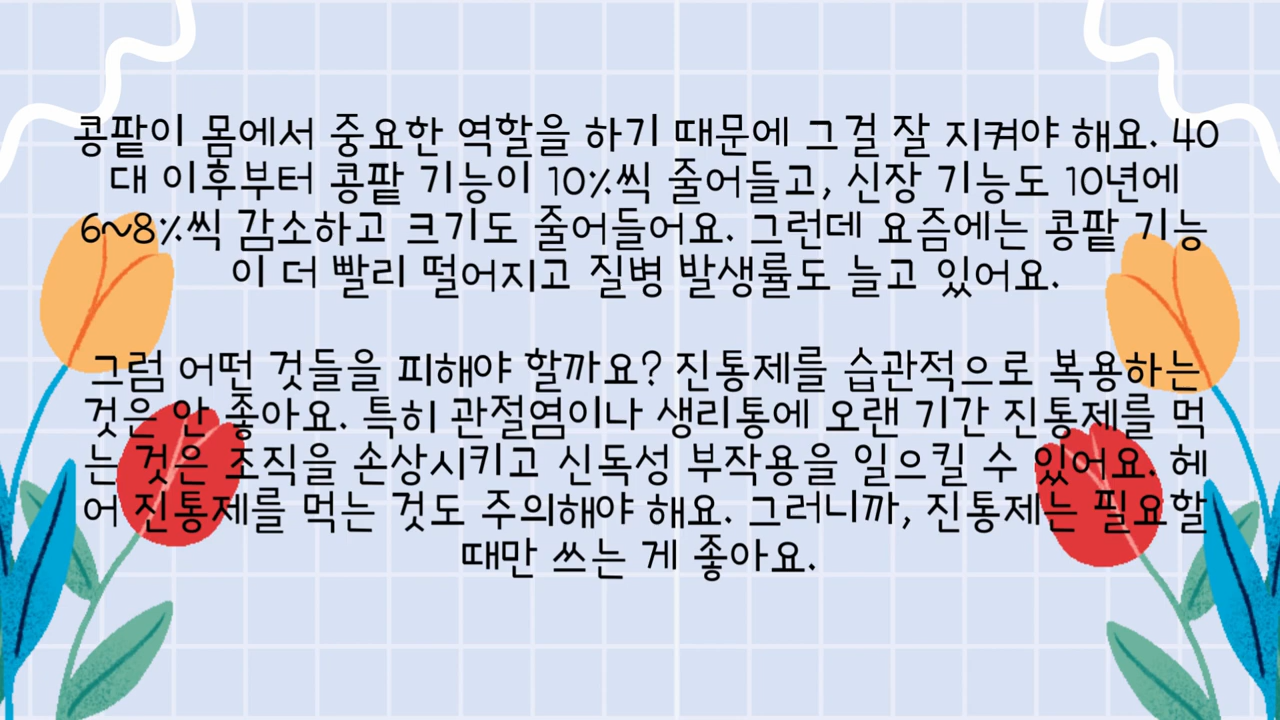 콩팥이 몸에서 중요한 역할을 하기 때문에 그걸 잘 지켜야 해요. 40
대 이후부터 콩팥 기능이 10%씩 줄어들고, 신장 기능도 10년에
6~8%씩 감소하고 크기도 줄어들어요. 그런데 요즘에는 콩팥 기능
이 더 빨리 떨어지고 질병 발생률도 늘고 있어요.
그럼 어떤 것들을 피해야 할까요? 진통제를 습관적으로 복용하는
것은 안 좋아요. 특히 관절염이나 생리통에 오랜 기간 진통제를 먹
는 것은 조직을 손상시키고 신독성 부작용을 일으킬 수 있어요. 헤
어 진통제를 먹는 것도 주의해야 해요. 그러니까, 진통제는 필요할
때만 쓰는 게 좋아요.